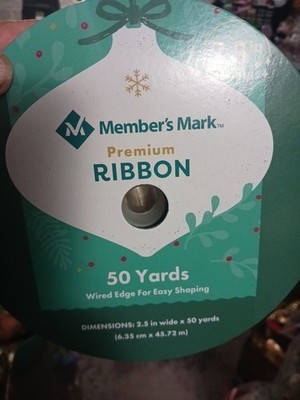 Member's Mark™
Premium
RIBBON
50 Yards
Wired Edge For Easy Shaping
DIMENSIONS: 2.5 in wide x 50 yards
(6.35 cm x 45.72 m)